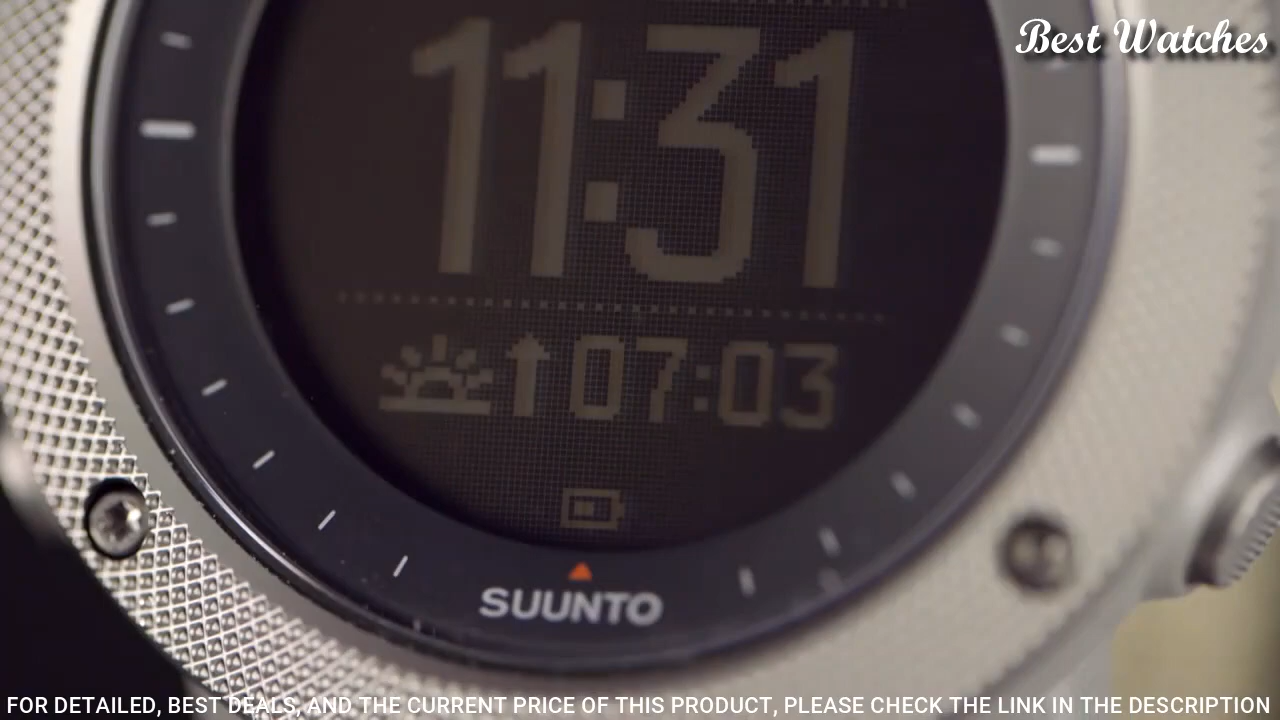 Best Watches
11:31
07:03
SUUNTO
FOR DETAILED, BEST DEALS, AND THE CURRENT PRICE OF THIS PRODUCT, PLEASE CHECK THE LINK IN THE DESCRIPTION